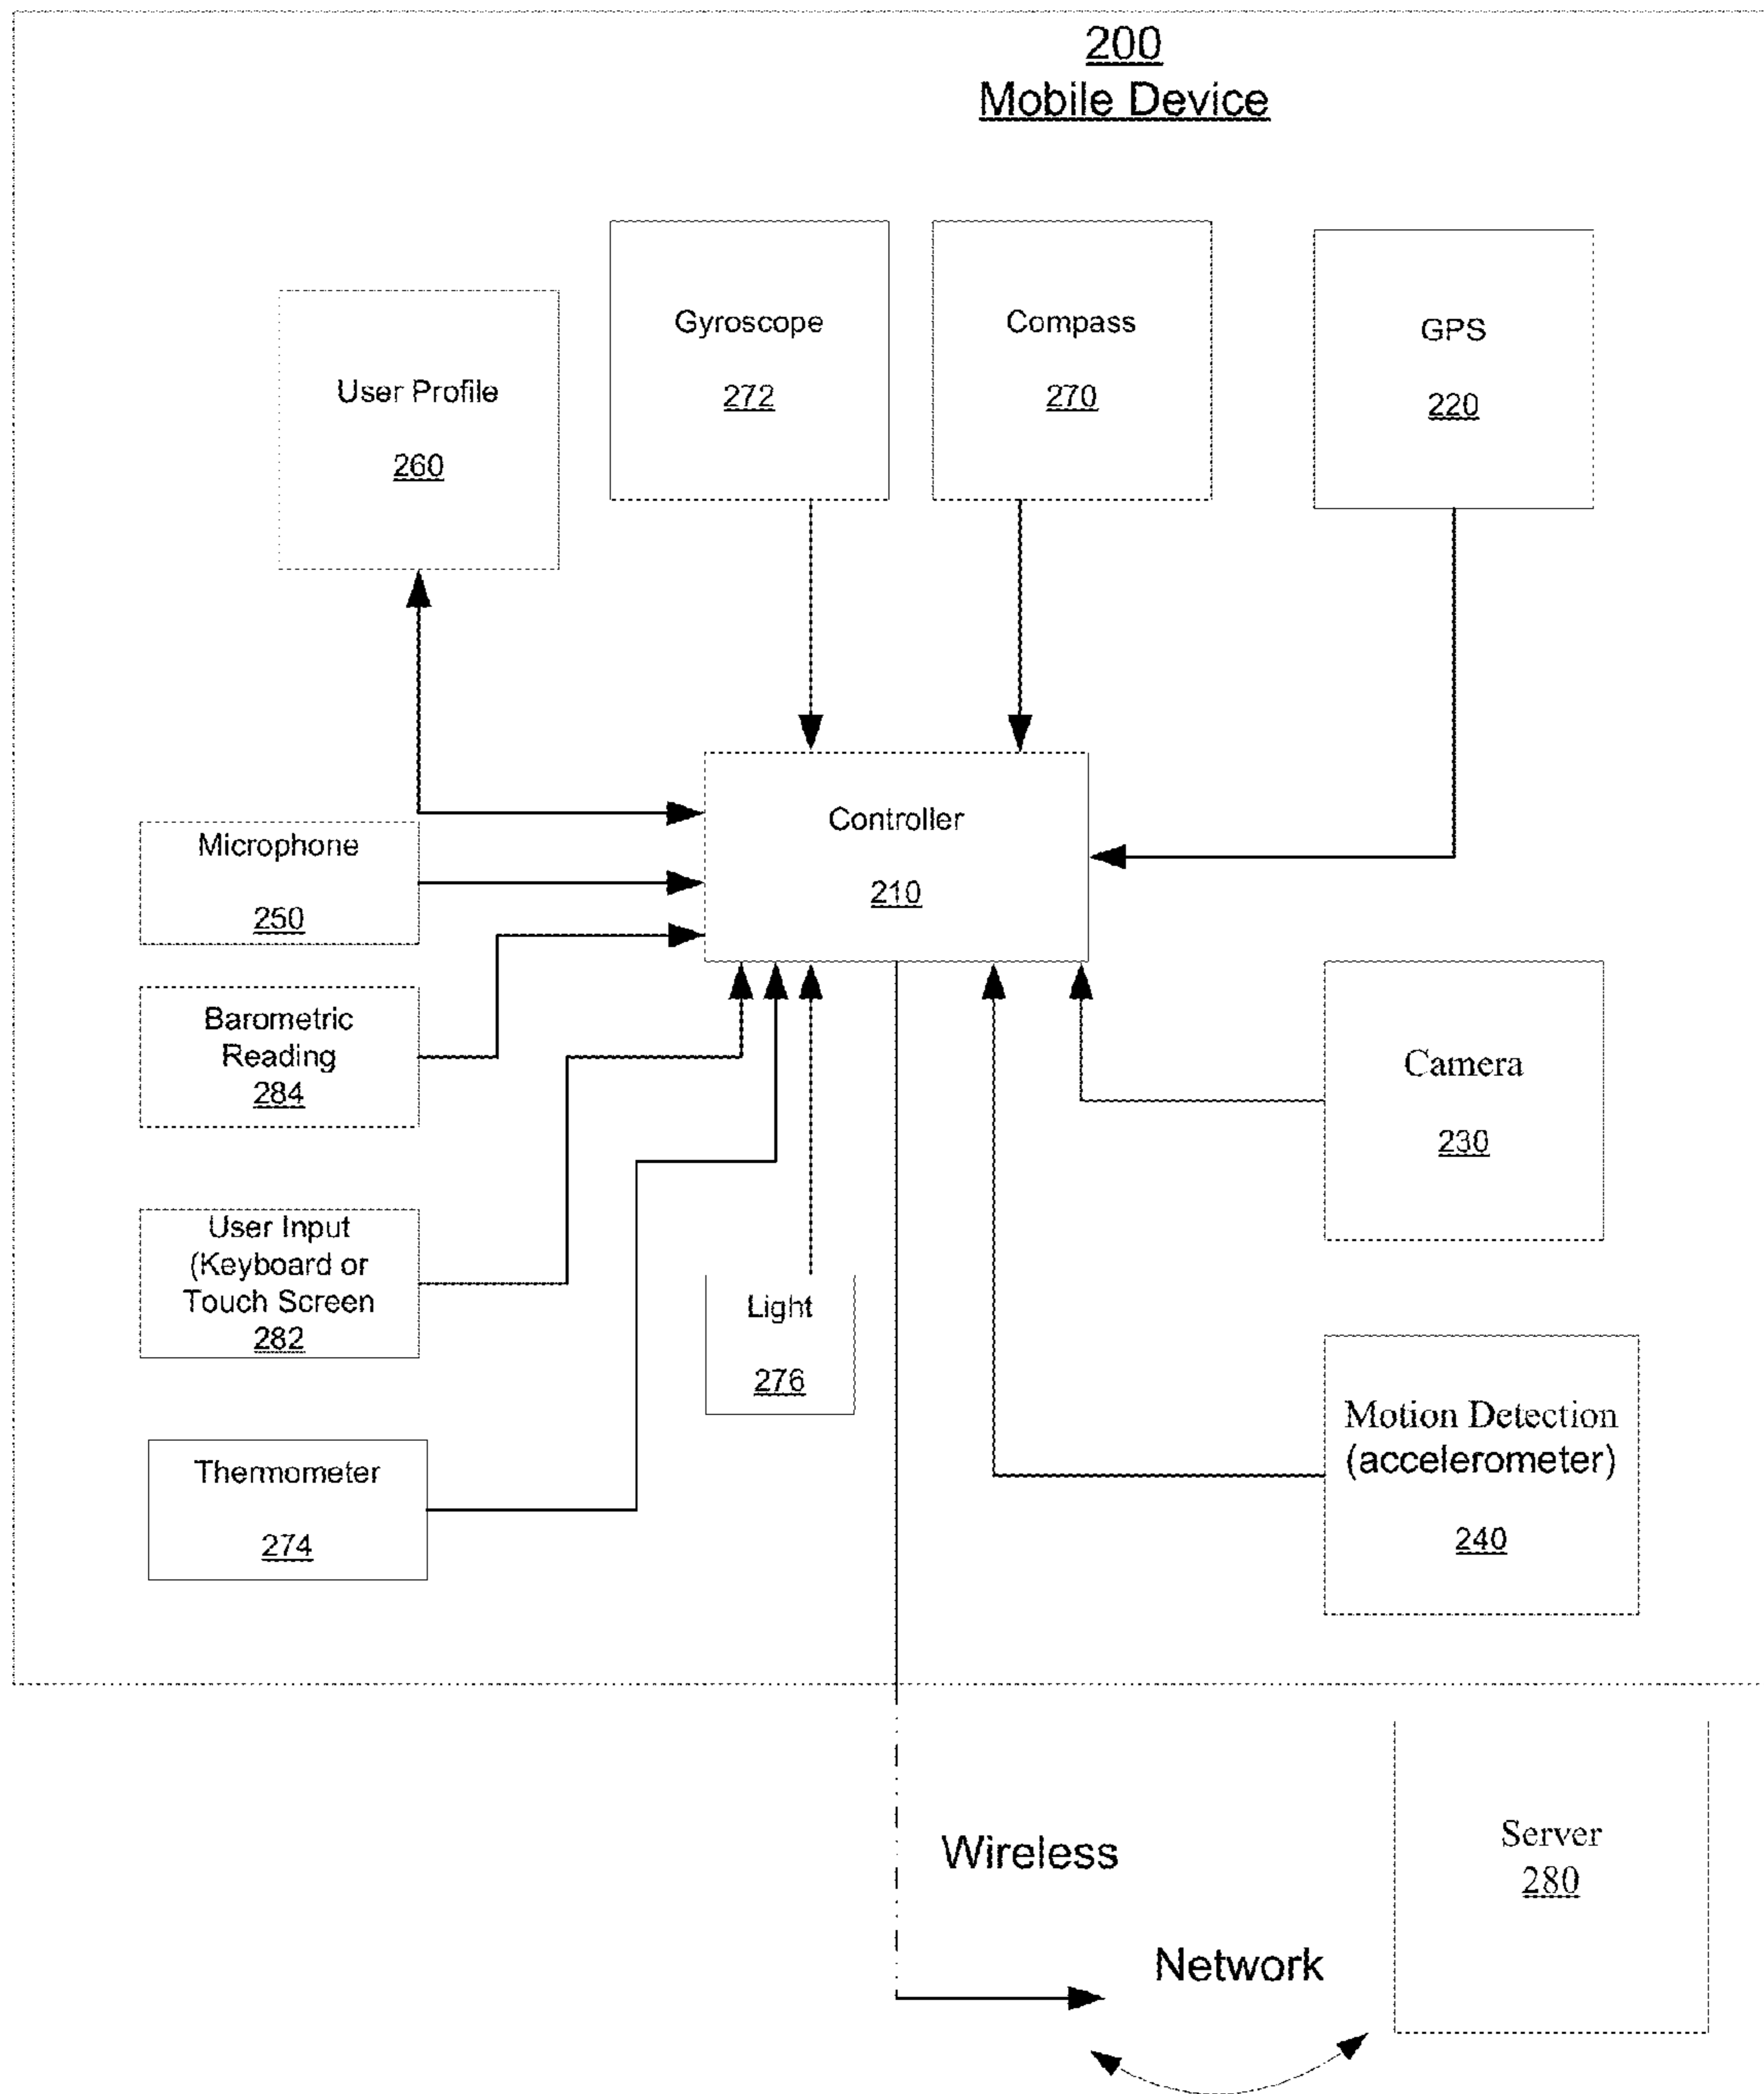 200
Mobile Device
Gyroscope
272
Compass
270
GPS
220
User Profile
260
Controller
210
Microphone
250
Barometric
Reading
284
Camera
230
User Input
(Keyboard or
Touch Screen
282
Light
276
Motion Detection
(accelerometer)
240
Thermometer
274
Wireless
Server
280
Network